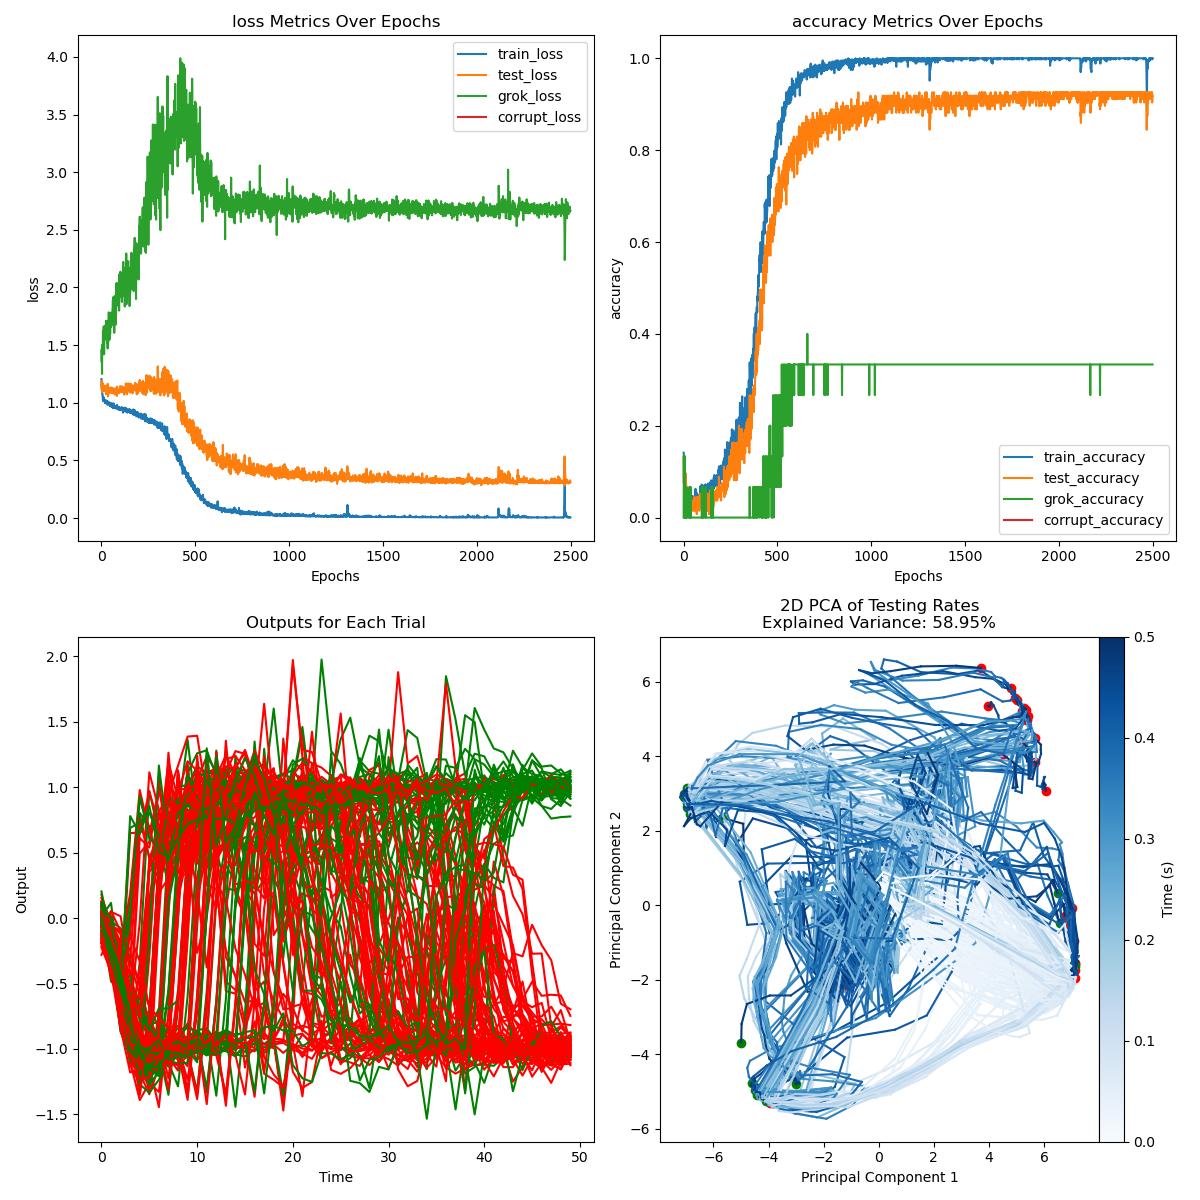 loss Metrics Over Epochs
4.0
3.5
3.0
2.5
2.0
1.5
1.0
0.5
0.0
loss
train_loss
test_loss
grok_loss
corrupt_loss
0 500 1000 1500 2000 2500
Epochs
accuracy Metrics Over Epochs
1.0
0.8
0.6
0.4
0.2
0.0
accuracy
train_accuracy
test_accuracy
grok_accuracy
corrupt_accuracy
0 500 1000 1500 2000 2500
Epochs
Outputs for Each Trial
2.0
1.5
1.0
0.5
0.0
−0.5
−1.0
−1.5
Output
0 10 20 30 40 50
Time
2D PCA of Testing Rates
Explained Variance: 58.95%
6
4
2
0
−2
−4
−6
Principal Component 2
−6 −4 −2 0 2 4 6
Principal Component 1
0.5
0.4
0.3
0.2
0.1
0.0
Time (s)